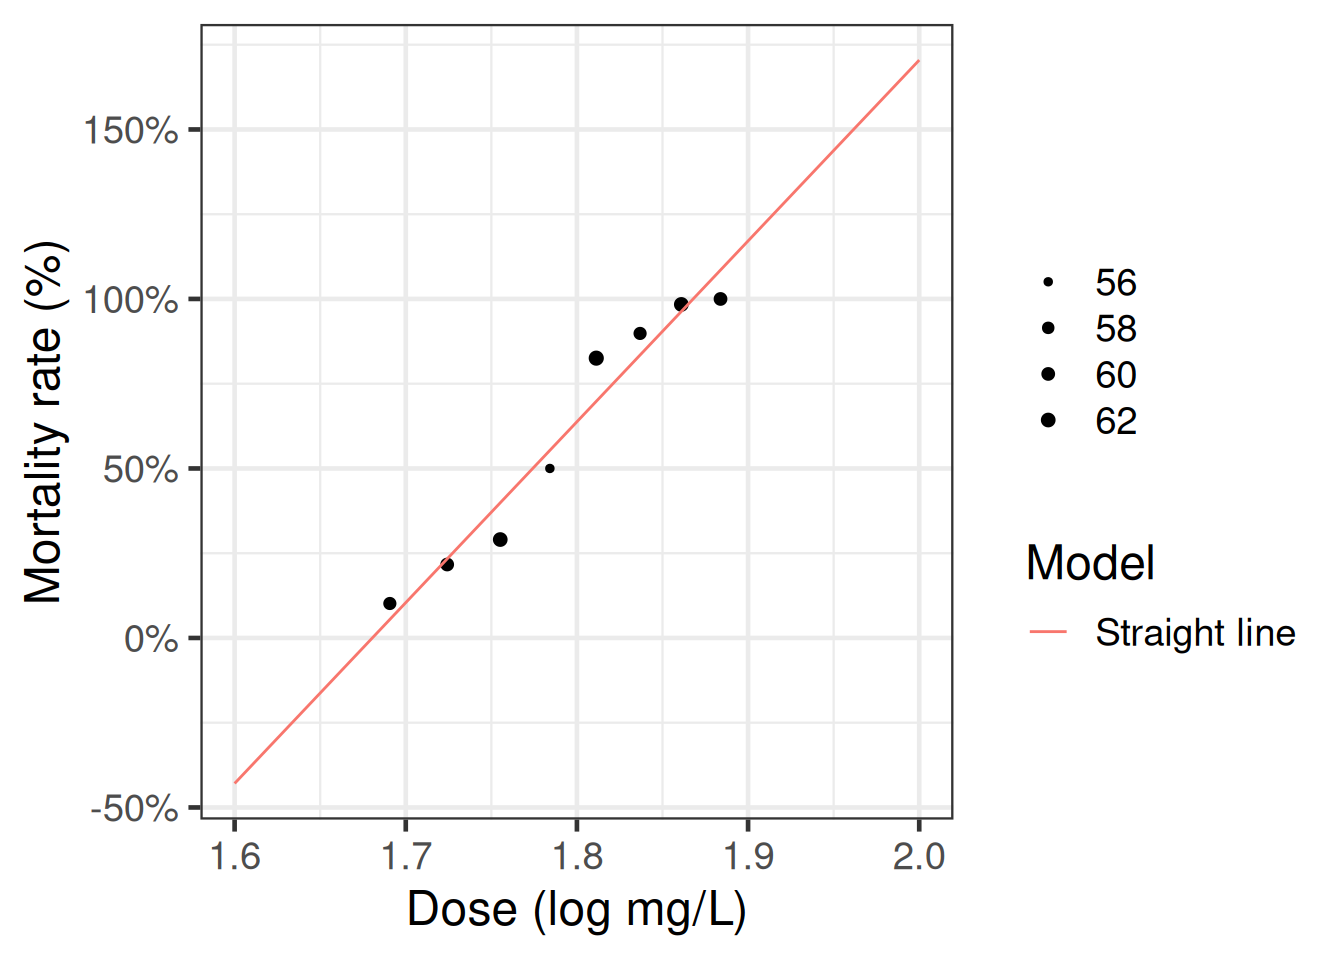 Mortality rate (%)
150%
100%
50%
0%
-50%
1.6 1.7 1.8 1.9 2.0
Dose (log mg/L)
56
58
60
62
Model
Straight line